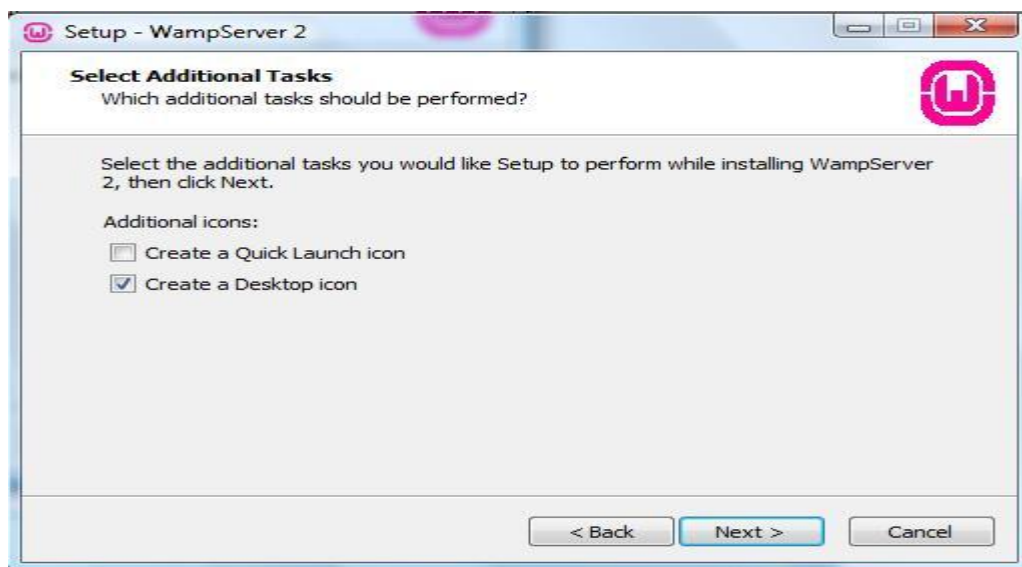 Setup - WampServer 2
Select Additional Tasks
Which additional tasks should be performed?
Select the additional tasks you would like Setup to perform while installing WampServer
2, then click Next.
Additional icons:
Create a Quick Launch icon
Create a Desktop icon
< Back Next > Cancel